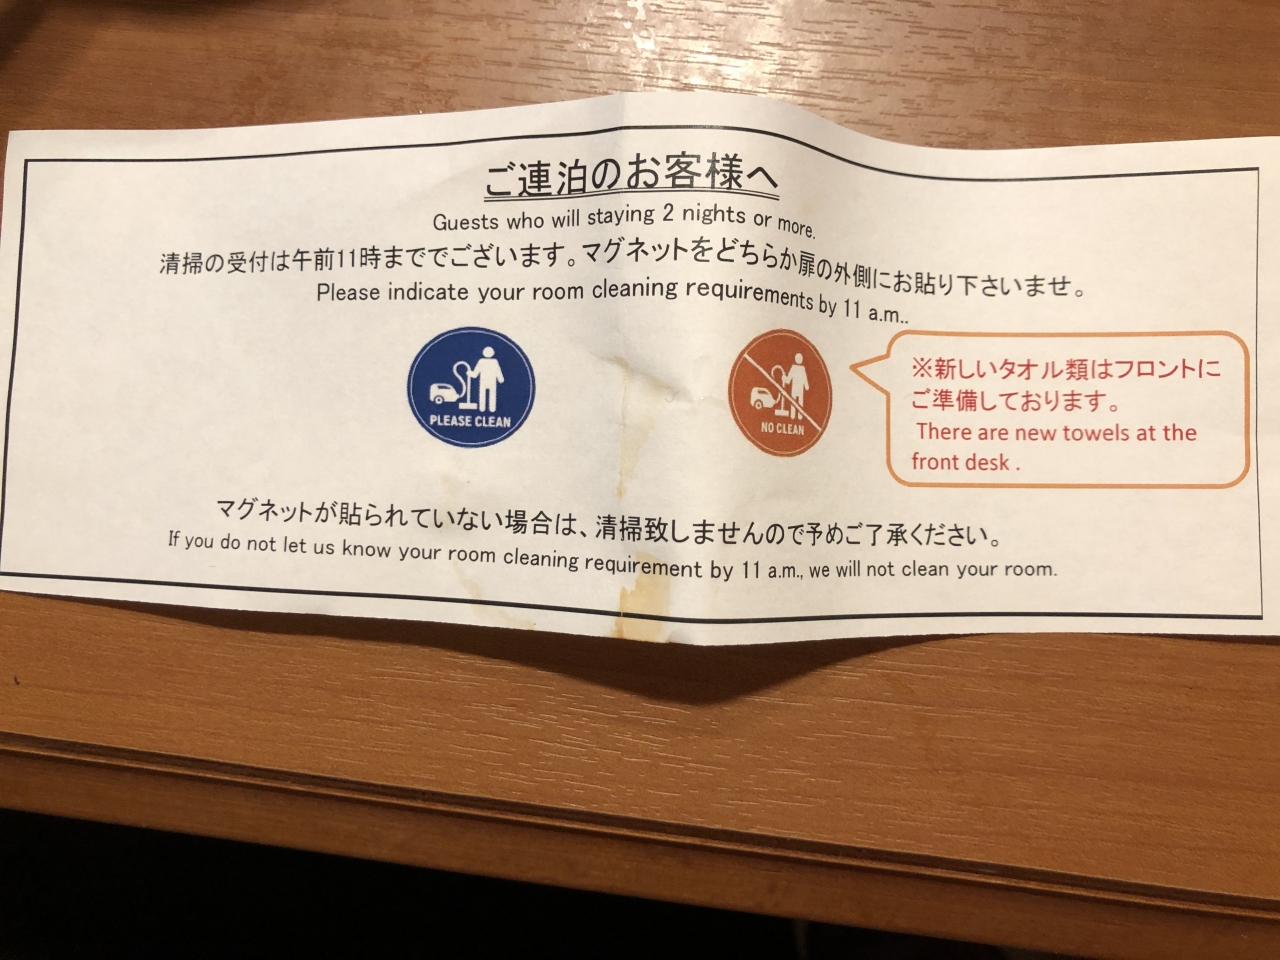 ご連泊のお客様へ
Guests who will staying 2 nights or more.
清掃の受付は午前11時まででございます。マグネットをどちらか扉の外側にお貼り下さいませ。
Please indicate your room cleaning requirements by 11 a.m..
PLEASE CLEAN
NO CLEAN
※新しいタオル類はフロントに
ご準備しております。
There are new towels at the
front desk .
マグネットが貼られていない場合は、清掃致しませんので予めご了承ください。
If you do not let us know your room cleaning requirement by 11 a.m., we will not clean your room.